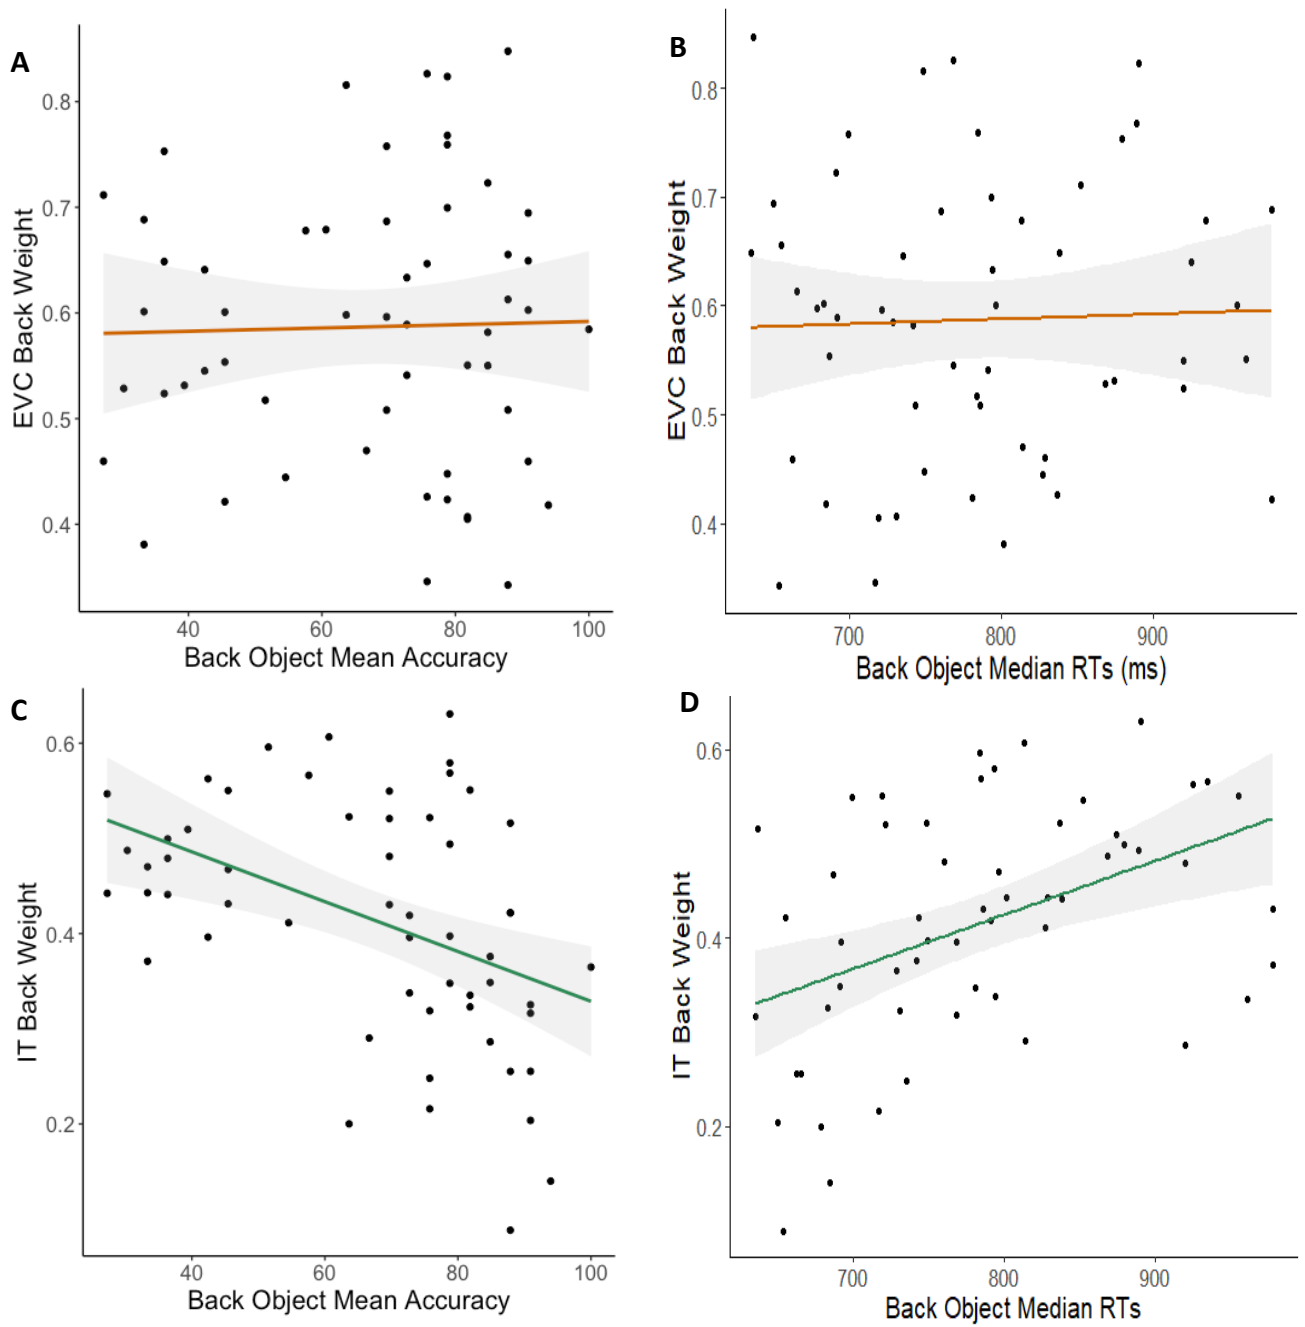 A
B
0.8
0.7
0.6
0.5
0.4
EVC Back Weight
40 60 80 100
Back Object Mean Accuracy
0.8
0.7
0.6
0.5
0.4
EVC Back Weight
700 800 900
Back Object Median RTs (ms)
C
D
0.6
0.4
0.2
IT Back Weight
40 60 80 100
Back Object Mean Accuracy
0.6
0.4
0.2
IT Back Weight
700 800 900
Back Object Median RTs